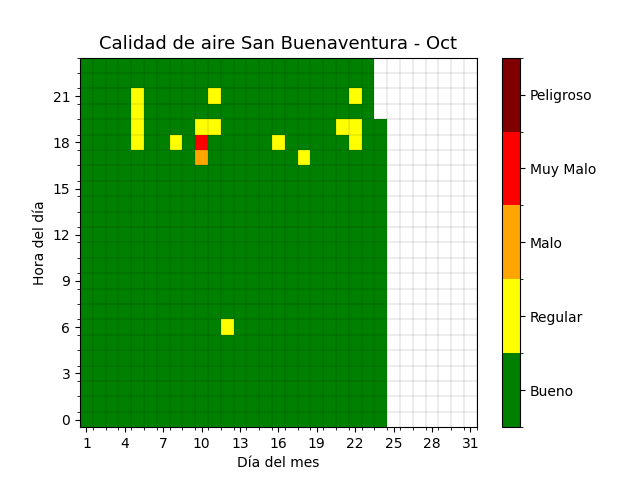 Calidad de aire San Buenaventura - Oct
Hora del día
21
18
15
12
9
6
3
0
1 4 7 10 13 16 19 22 25 28 31
Día del mes
Peligroso
Muy Malo
Malo
Regular
Bueno